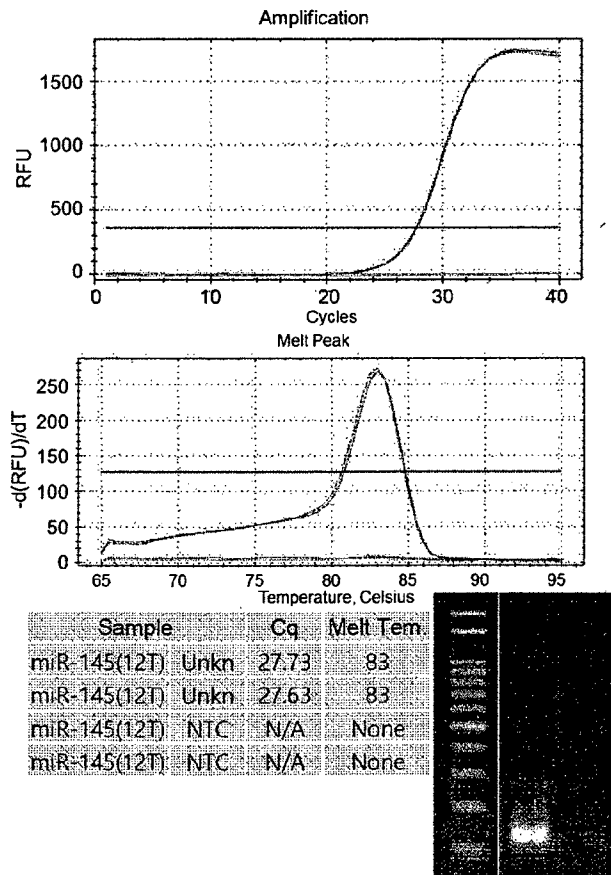 Amplification
RFU
1500
1000
500
0
0 10 20 30 40
Cycles
Melt Peak
-d(RFU)/dT
250
200
150
100
50
0
65 70 75 80 85 90 95
Temperature, Celsius
Sample Cq Melt Tem.
miR-145(12T) Unkn 27.73 83
miR-145(12T) Unkn 27.63 83
miR-145(12T) NTC N/A None
miR-145(12T) NTC N/A None